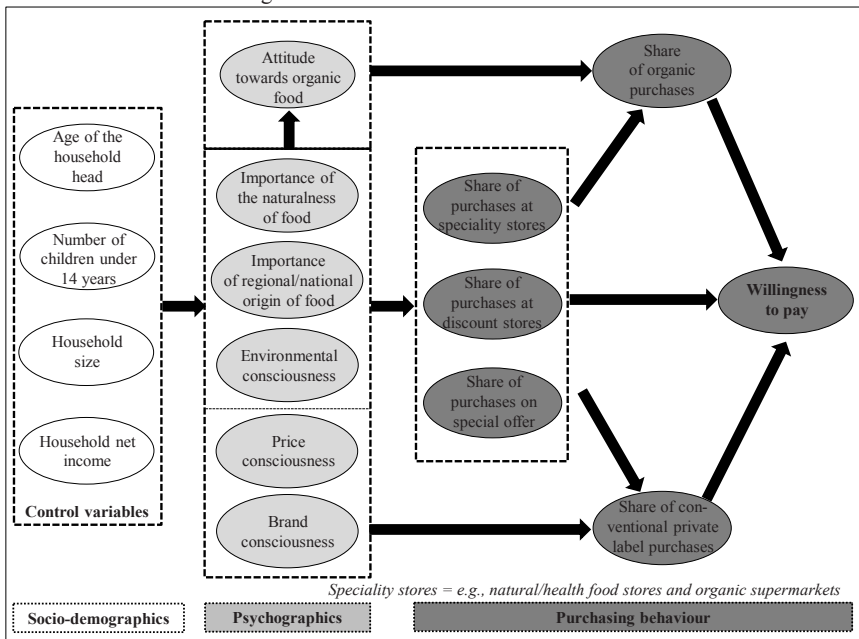 Attitude
towards organic
food
Share
of organic
purchases
Age of the
household
head
Number of
children under
14 years
Household
size
Household net
income
Control variables
Importance of
the naturalness
of food
Importance
of regional/national
origin of food
Environmental
consciousness
Price
consciousness
Brand
consciousness
Share of
purchases at
speciality stores
Share of
purchases at
discount stores
Share of
purchases on
special offer
Willingness
to pay
Share of con-
ventional private
label purchases
Speciality stores = e.g., natural/health food stores and organic supermarkets
Socio-demographics
Psychographics
Purchasing behaviour